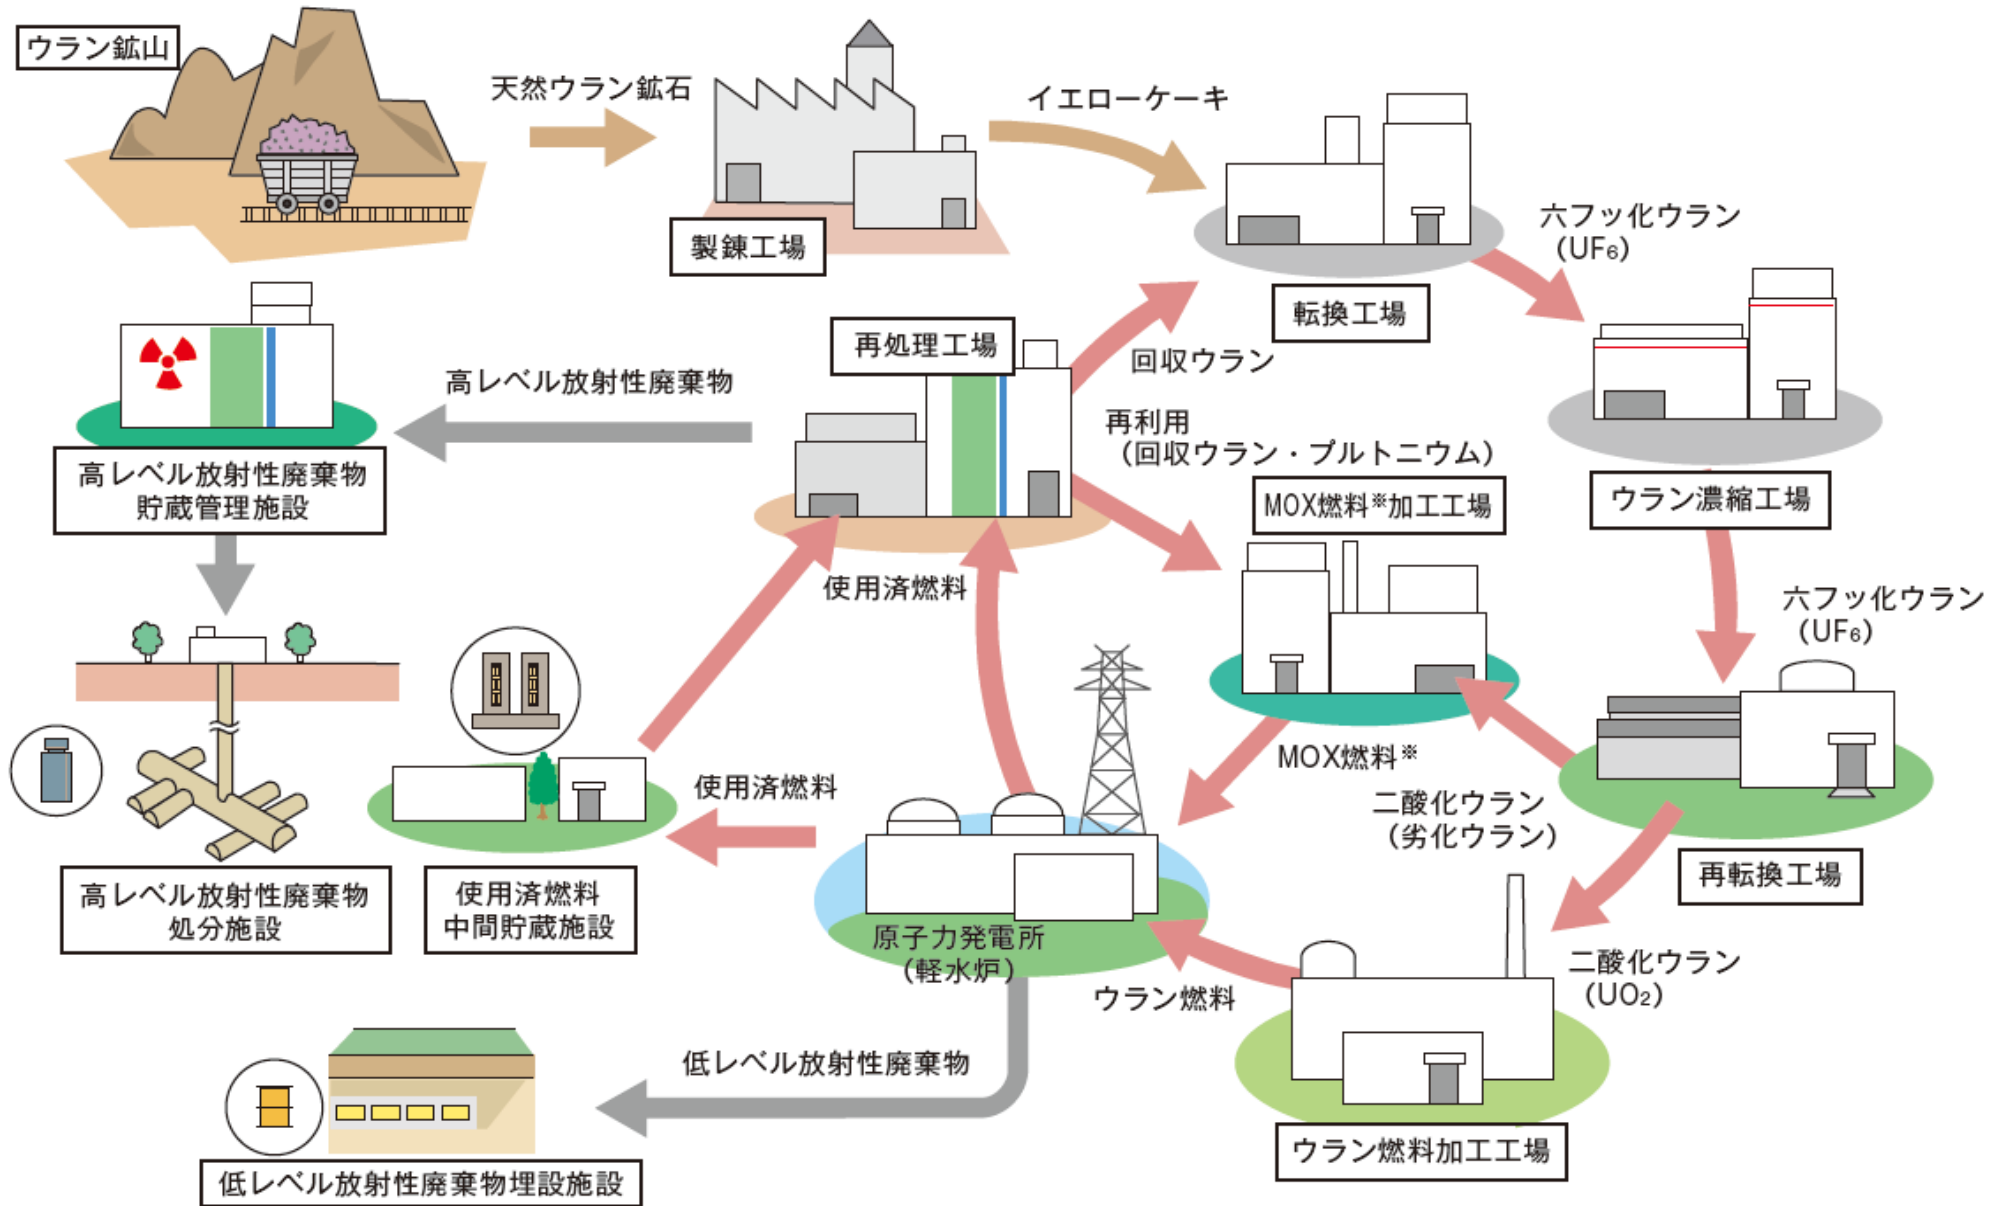 ウラン鉱山
天然ウラン鉱石
製錬工場
イエローケーキ
転換工場
六フッ化ウラン
（UF₆）
ウラン濃縮工場
六フッ化ウラン
（UF₆）
再転換工場
二酸化ウラン
（劣化ウラン）
二酸化ウラン
（UO₂）
ウラン燃料加工工場
ウラン燃料
MOX燃料※加工工場
MOX燃料※
再処理工場
回収ウラン
再利用
（回収ウラン・プルトニウム）
使用済燃料
原子力発電所
（軽水炉）
使用済燃料
使用済燃料
中間貯蔵施設
高レベル放射性廃棄物
高レベル放射性廃棄物
貯蔵管理施設
高レベル放射性廃棄物
処分施設
低レベル放射性廃棄物
低レベル放射性廃棄物埋設施設